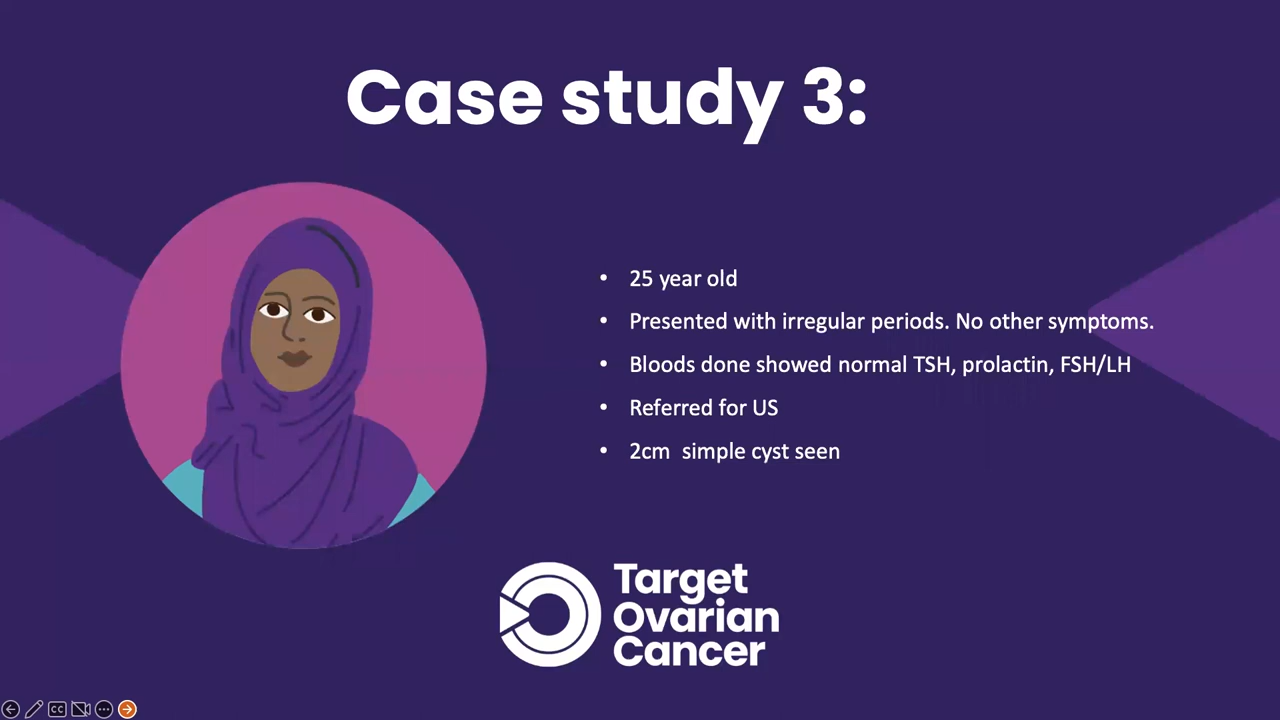 Case study 3:
• 25 year old
• Presented with irregular periods. No other symptoms.
• Bloods done showed normal TSH, prolactin, FSH/LH
• Referred for US
• 2cm  simple cyst seen
Target
Ovarian
Cancer
CC